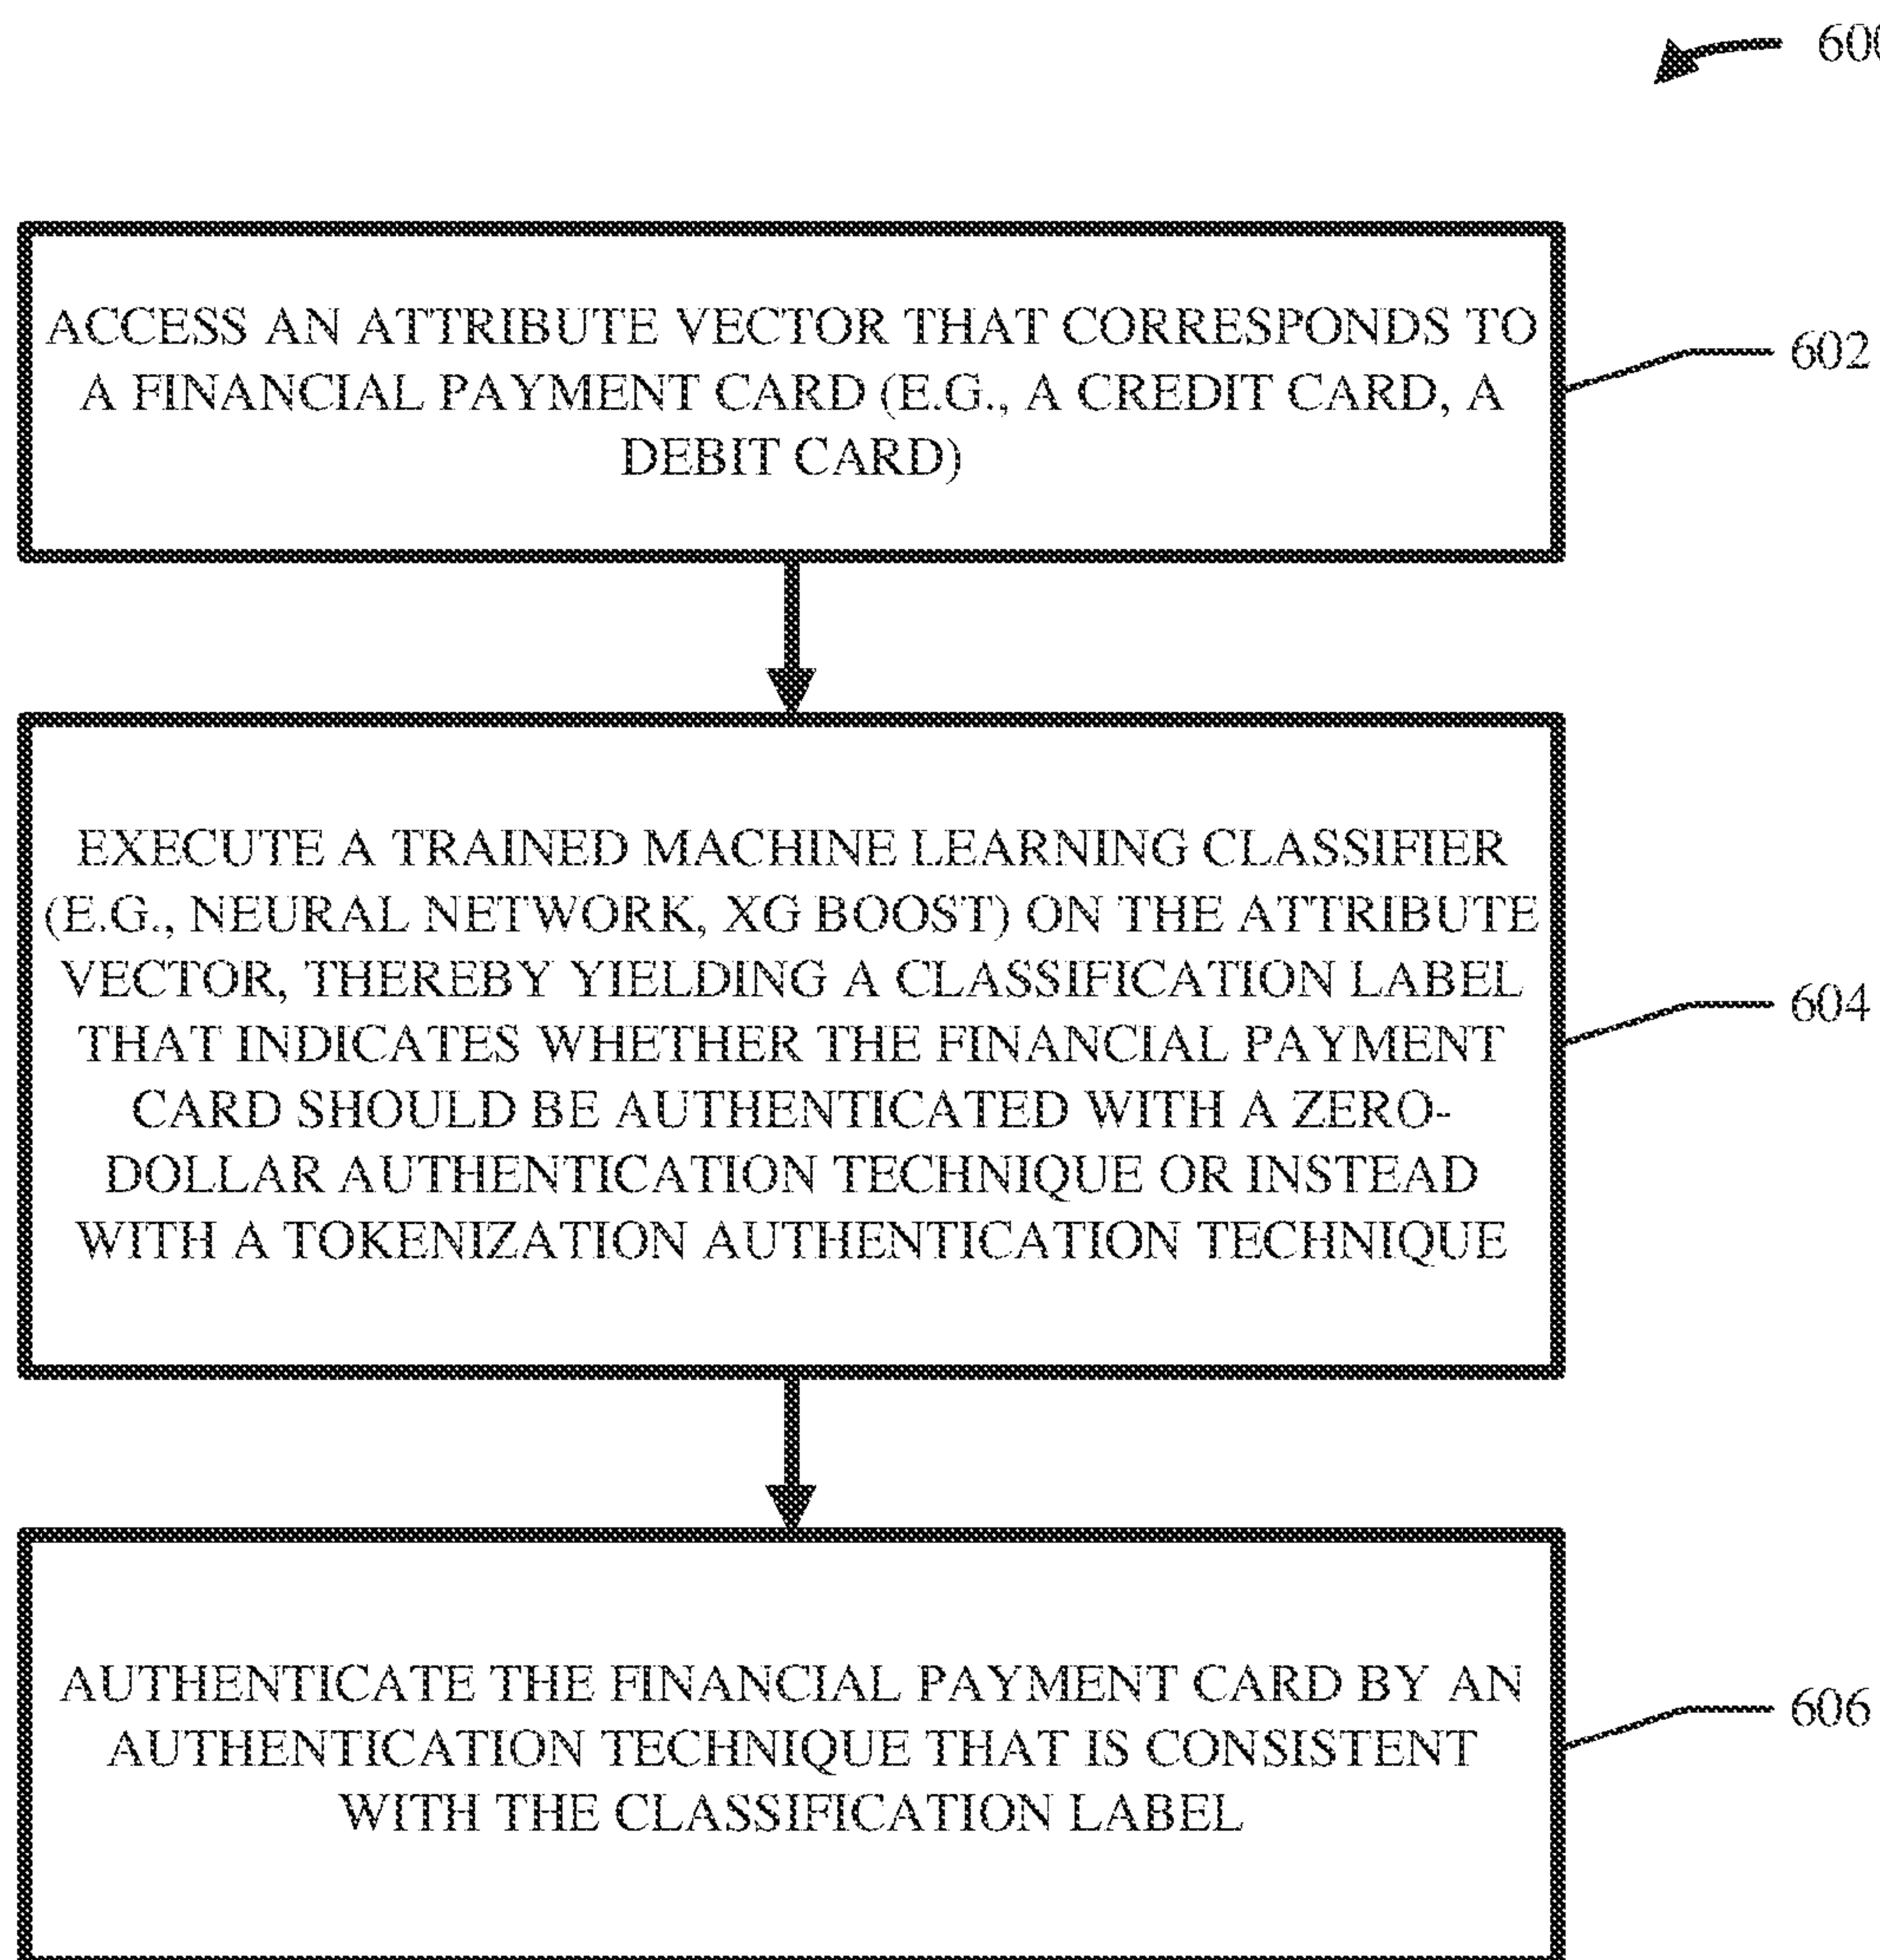 600
ACCESS AN ATTRIBUTE VECTOR THAT CORRESPONDS TO
A FINANCIAL PAYMENT CARD (E.G., A CREDIT CARD, A
DEBIT CARD)
602
EXECUTE A TRAINED MACHINE LEARNING CLASSIFIER
(E.G., NEURAL NETWORK, XG BOOST) ON THE ATTRIBUTE
VECTOR, THEREBY YIELDING A CLASSIFICATION LABEL
THAT INDICATES WHETHER THE FINANCIAL PAYMENT
CARD SHOULD BE AUTHENTICATED WITH A ZERO-
DOLLAR AUTHENTICATION TECHNIQUE OR INSTEAD
WITH A TOKENIZATION AUTHENTICATION TECHNIQUE
604
AUTHENTICATE THE FINANCIAL PAYMENT CARD BY AN
AUTHENTICATION TECHNIQUE THAT IS CONSISTENT
WITH THE CLASSIFICATION LABEL
606